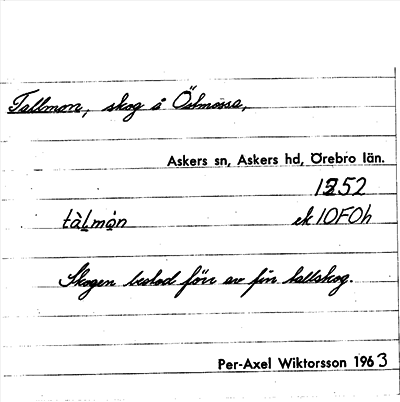 Tallmon, skog å Östmossa,
Askers sn, Askers hd, Örebro län.
1352
tàlmòn ek 10F0h
Skogen bestod förr av fin tallskog.
Per-Axel Wiktorsson 1963